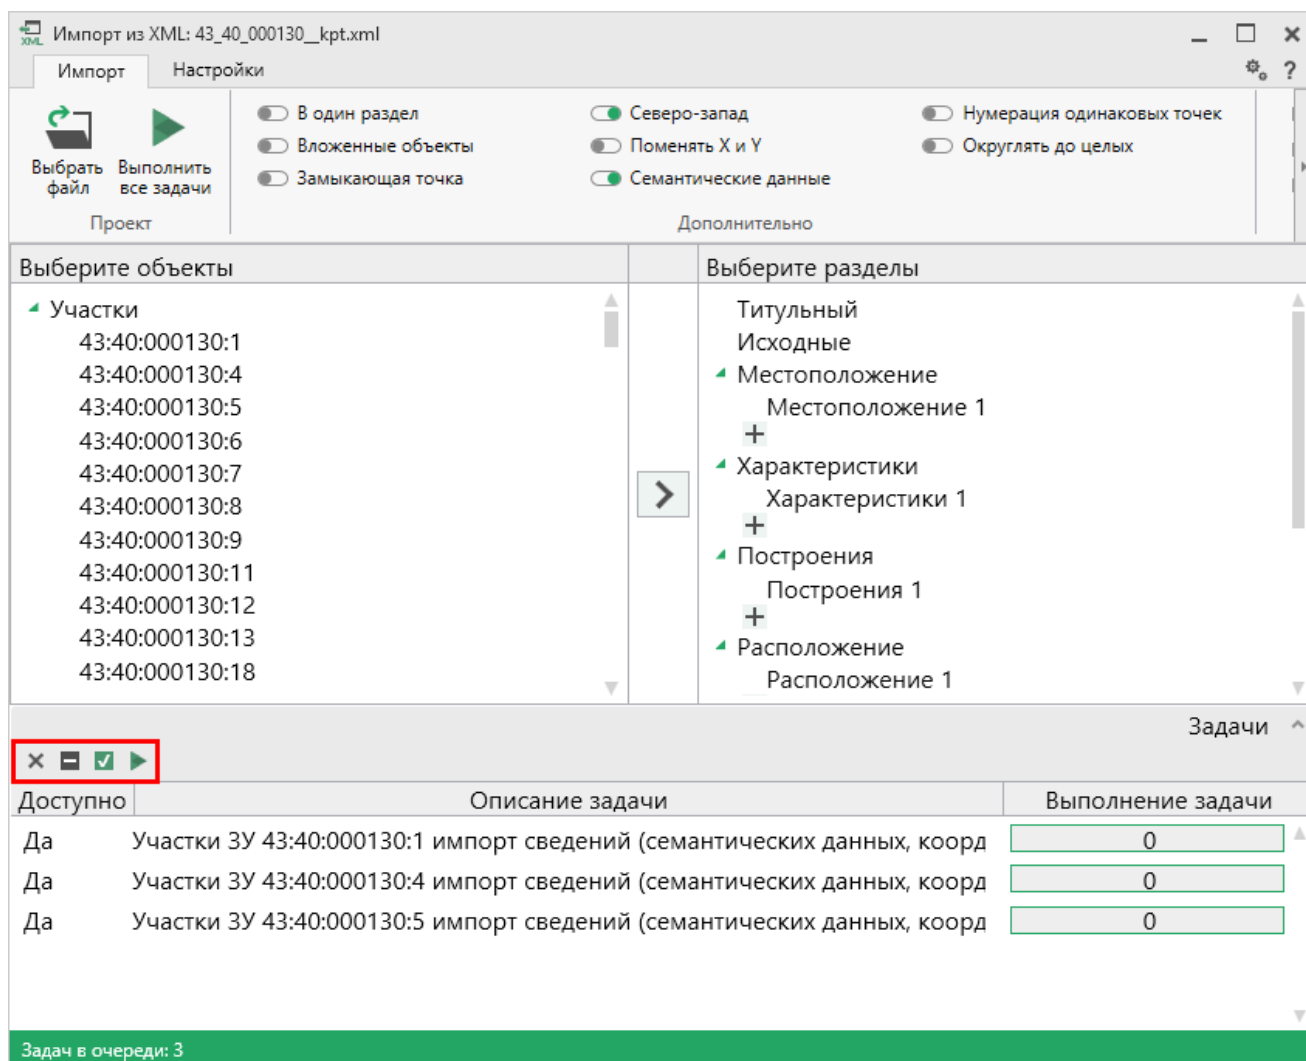 XML Импорт из XML: 43_40_000130__kpt.xml
Импорт Настройки ?
Выбрать файл
Выполнить все задачи
Проект
В один раздел
Вложенные объекты
Замыкающая точка
Северо-запад
Поменять X и Y
Семантические данные
Нумерация одинаковых точек
Округлять до целых
Дополнительно
Выберите объекты
Участки
43:40:000130:1
43:40:000130:4
43:40:000130:5
43:40:000130:6
43:40:000130:7
43:40:000130:8
43:40:000130:9
43:40:000130:11
43:40:000130:12
43:40:000130:13
43:40:000130:18
Выберите разделы
Титульный
Исходные
Местоположение
Местоположение 1
Характеристики
Характеристики 1
Построения
Построения 1
Расположение
Расположение 1
Задачи
Доступно Описание задачи Выполнение задачи
Да Участки ЗУ 43:40:000130:1 импорт сведений (семантических данных, коорд 0
Да Участки ЗУ 43:40:000130:4 импорт сведений (семантических данных, коорд 0
Да Участки ЗУ 43:40:000130:5 импорт сведений (семантических данных, коорд 0
Задач в очереди: 3